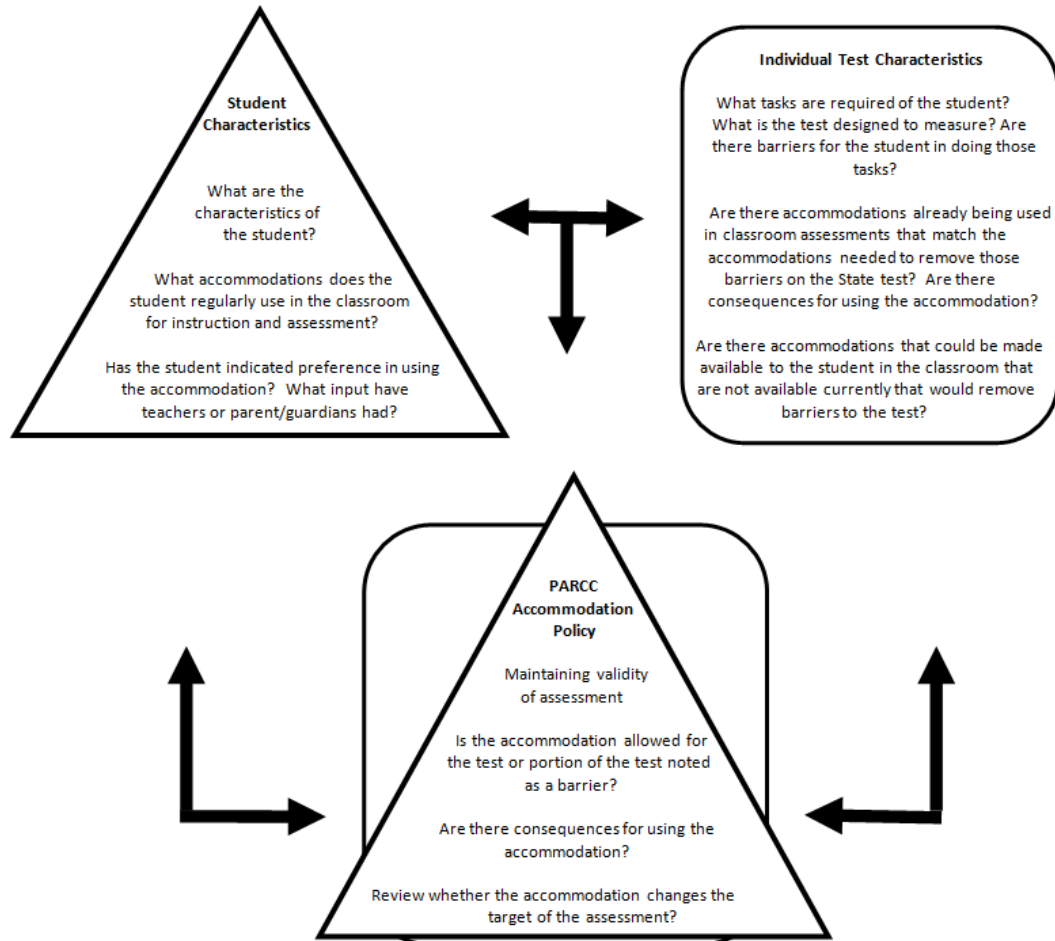 Student
Characteristics
What are the
characteristics of
the student?
What accommodations does the
student regularly use in the classroom
for instruction and assessment?
Has the student indicated preference in using
the accommodation?  What input have
teachers or parent/guardians had?
Individual Test Characteristics
What tasks are required of the student?
What is the test designed to measure? Are
there barriers for the student in doing those
tasks?
Are there accommodations already being used
in classroom assessments that match the
accommodations needed to remove those
barriers on the State test?  Are there
consequences for using the accommodation?
Are there accommodations that could be made
available to the student in the classroom that
are not available currently that would remove
barriers to the test?
PARCC
Accommodation
Policy
Maintaining validity
of assessment
Is the accommodation allowed for
the test or portion of the test noted
as a barrier?
Are there consequences for using the
accommodation?
Review whether the accommodation changes the
target of the assessment?